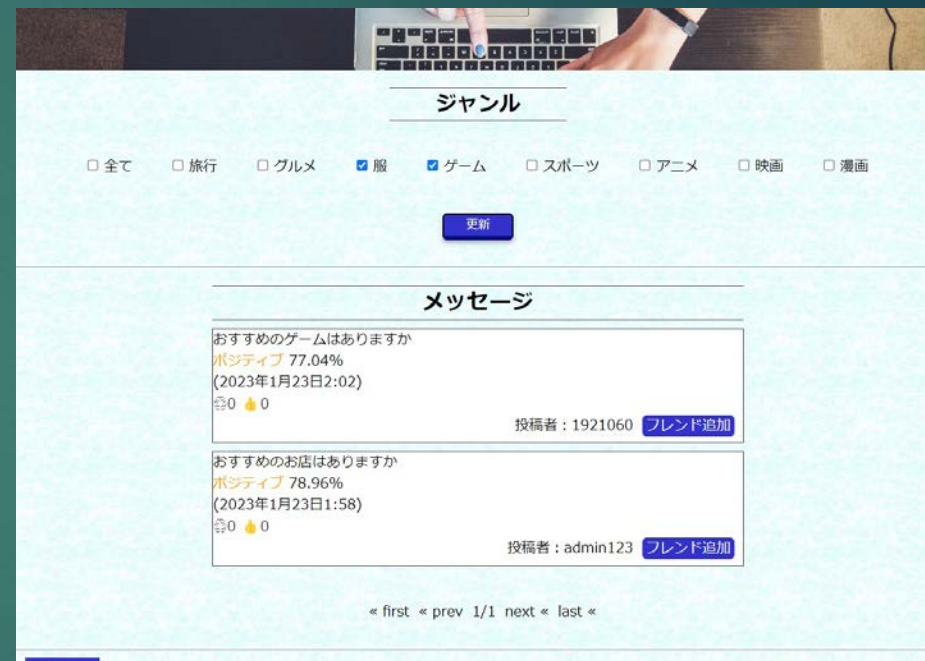 ジャンル
全て 旅行 グルメ 服 ゲーム スポーツ アニメ 映画 漫画
更新
メッセージ
おすすめのゲームはありますか
ポジティブ 77.04%
(2023年1月23日2:02)
💬0 👍0
投稿者：1921060 フレンド追加
おすすめのお店はありますか
ポジティブ 78.96%
(2023年1月23日1:58)
💬0 👍0
投稿者：admin123 フレンド追加
« first « prev 1/1 next « last «